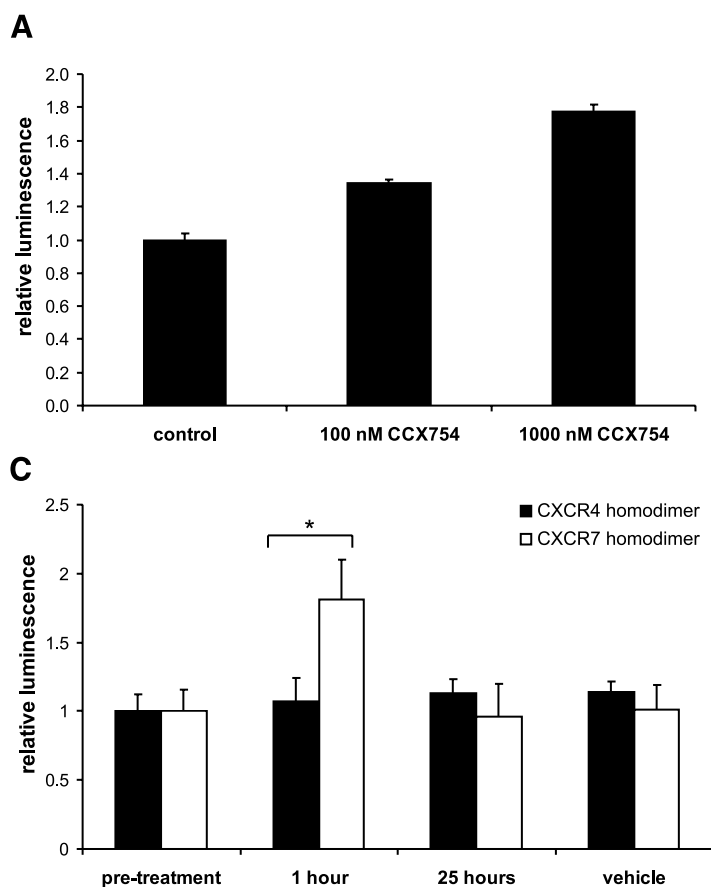 A
2.0
1.8
1.6
1.4
1.2
1.0
0.8
0.6
0.4
0.2
0.0
relative luminescence
control 100 nM CCX754 1000 nM CCX754
C
2.5
2
1.5
1
0.5
0
relative luminescence
*
CXCR4 homodimer
CXCR7 homodimer
pre-treatment 1 hour 25 hours vehicle